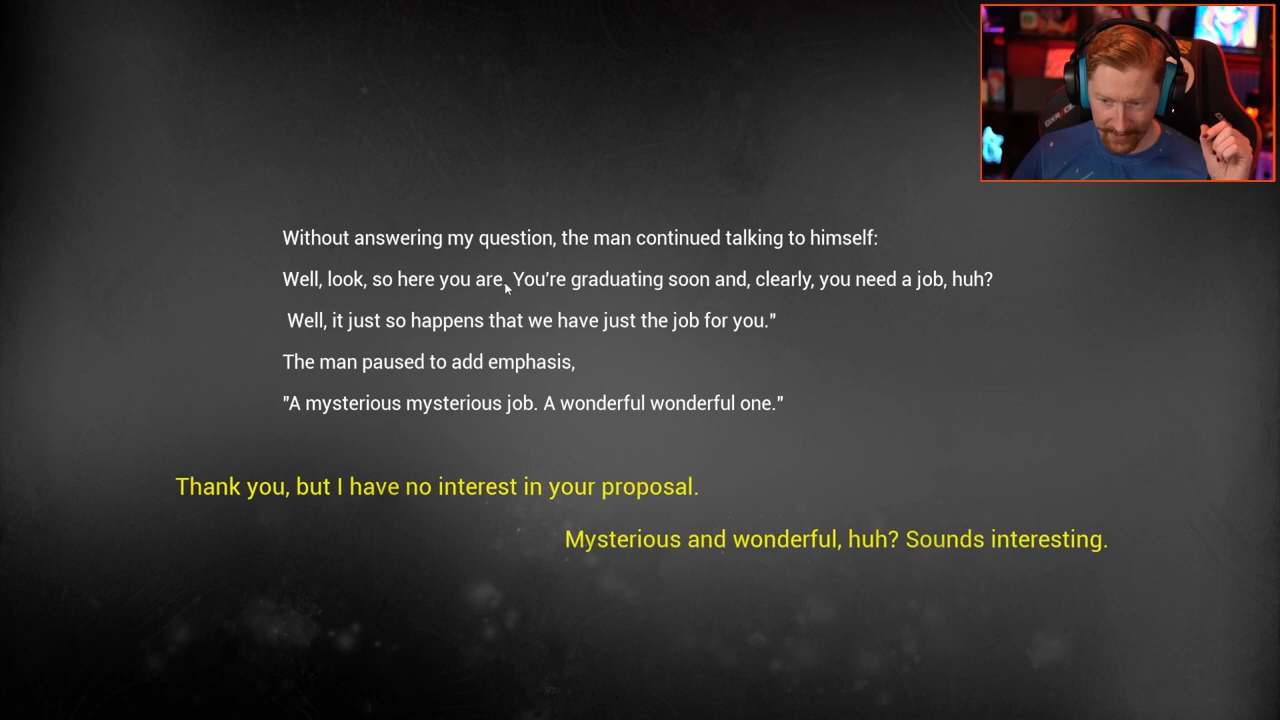 Without answering my question, the man continued talking to himself:
Well, look, so here you are. You're graduating soon and, clearly, you need a job, huh?
Well, it just so happens that we have just the job for you."
The man paused to add emphasis,
"A mysterious mysterious job. A wonderful wonderful one."
Thank you, but I have no interest in your proposal.
Mysterious and wonderful, huh? Sounds interesting.